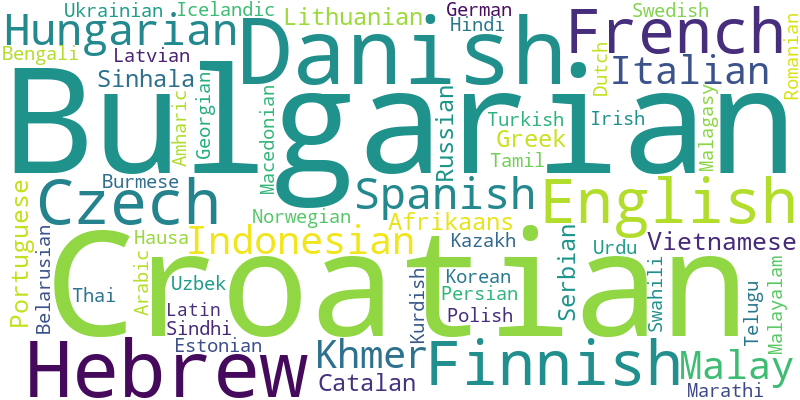 Ukrainian
Icelandic
Hungarian
Danish
Lithuanian
German
Hindi
French
Swedish
Bengali
Latvian
Sinhala
Italian
Dutch
Romanian
Bulgarian
Amharic
Georgian
Macedonian
Russian
Turkish
Irish
Greek
Tamil
Malagasy
Czech
Burmese
Spanish
English
Portuguese
Norwegian
Afrikaans
Belarusian
Croatian
Hausa
Indonesian
Kazakh
Serbian
Urdu
Vietnamese
Arabic
Uzbek
Thai
Kurdish
Korean
Persian
Swahili
Telugu
Malayalam
Latin
Sindhi
Polish
Estonian
Hebrew
Khmer
Catalan
Finnish
Malay
Marathi